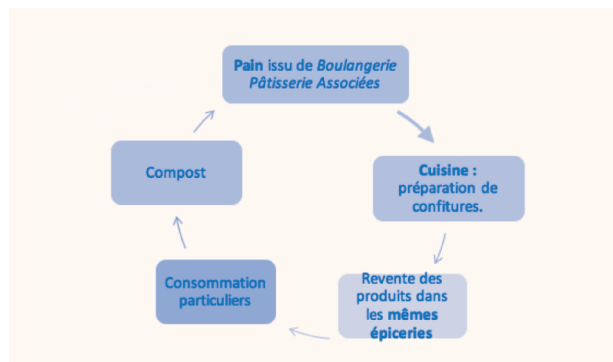 Pain issu de Boulangerie
Pâtisserie Associées
Cuisine :
préparation de
confitures.
Revente des
produits dans
les mêmes
épiceries
Consommation
particuliers
Compost